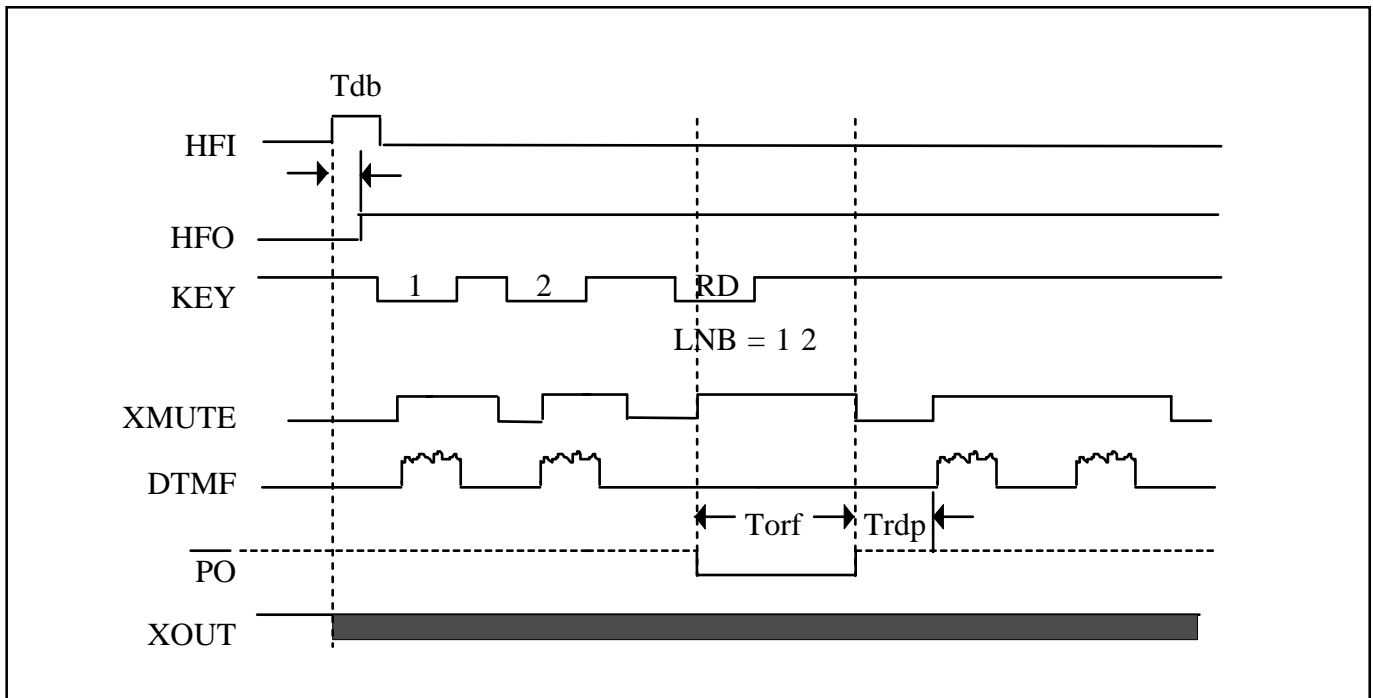 Tdb
HFI
HFO
KEY 1 2 RD
LNB = 1 2
XMUTE
DTMF
Torf Trdp
PO
XOUT